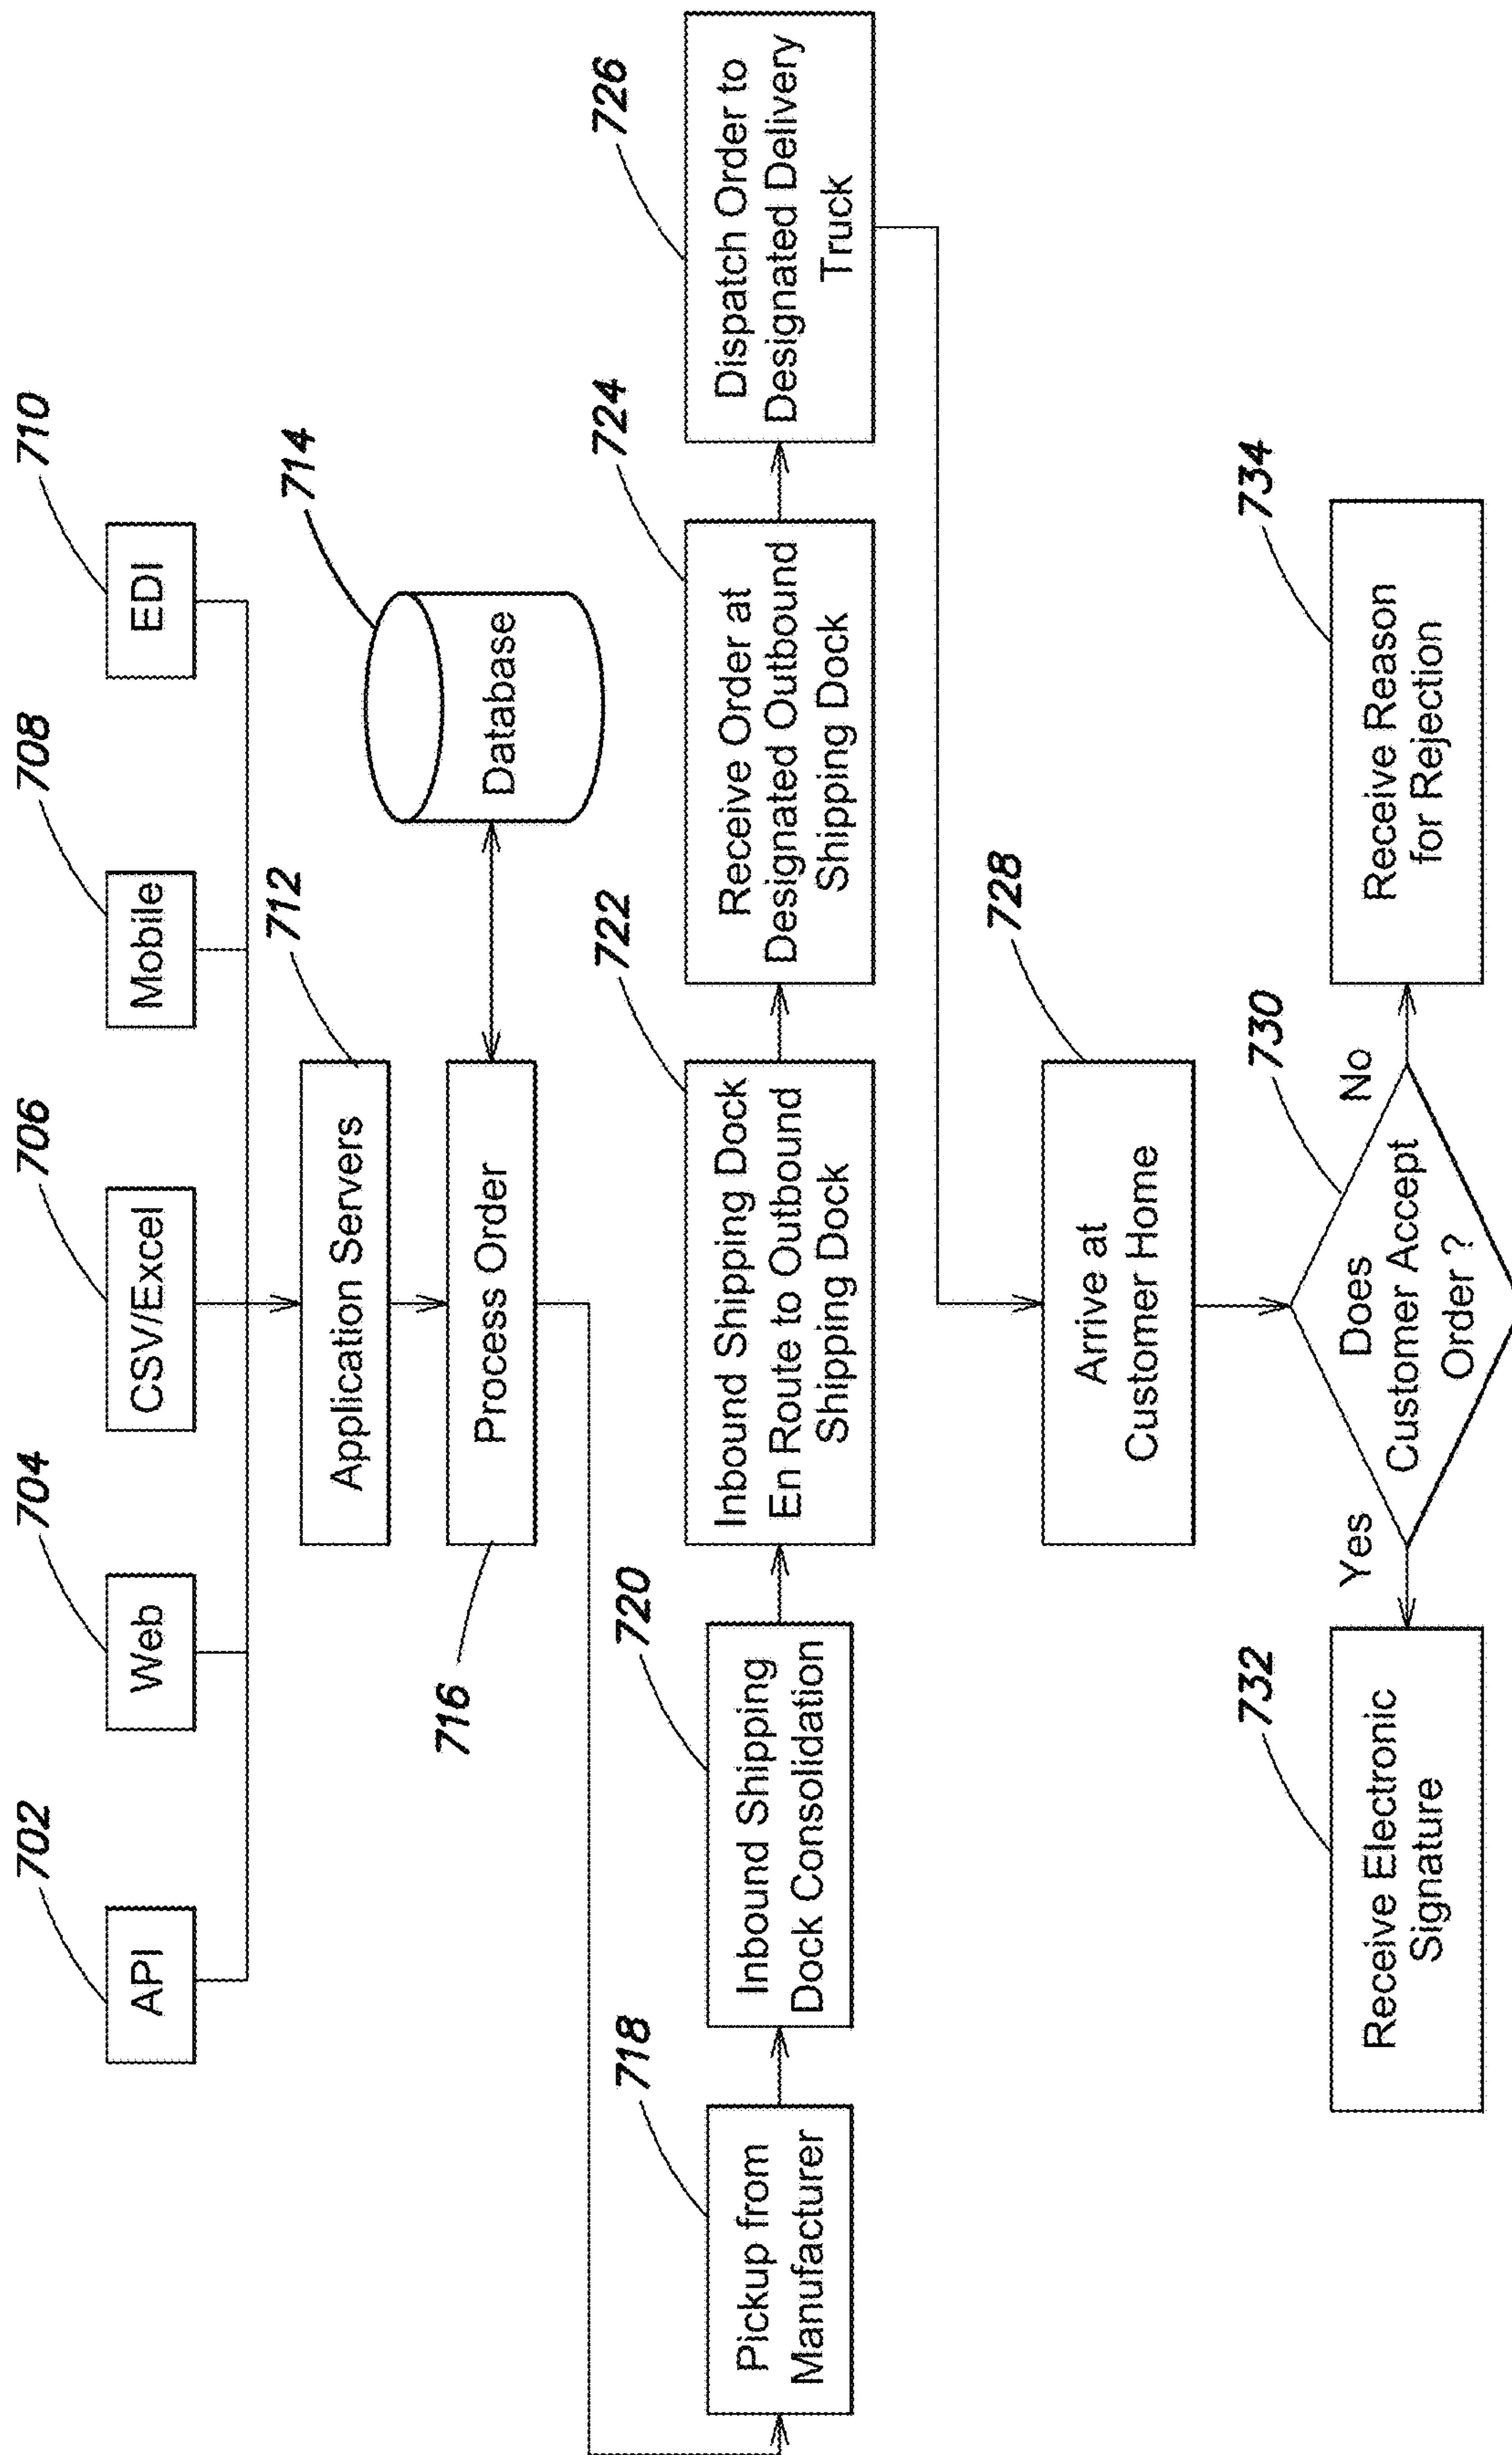 702
704
706
708
710
API
Web
CSV/Excel
Mobile
EDI
712
Application Servers
714
Database
716
Process Order
718
Pickup from
Manufacturer
720
Inbound Shipping
Dock Consolidation
722
Inbound Shipping Dock
En Route to Outbound
Shipping Dock
724
Receive Order at
Designated Outbound
Shipping Dock
726
Dispatch Order to
Designated Delivery
Truck
728
Arrive at
Customer Home
730
Does
Customer Accept
Order ?
Yes
No
732
Receive Electronic
Signature
734
Receive Reason
for Rejection